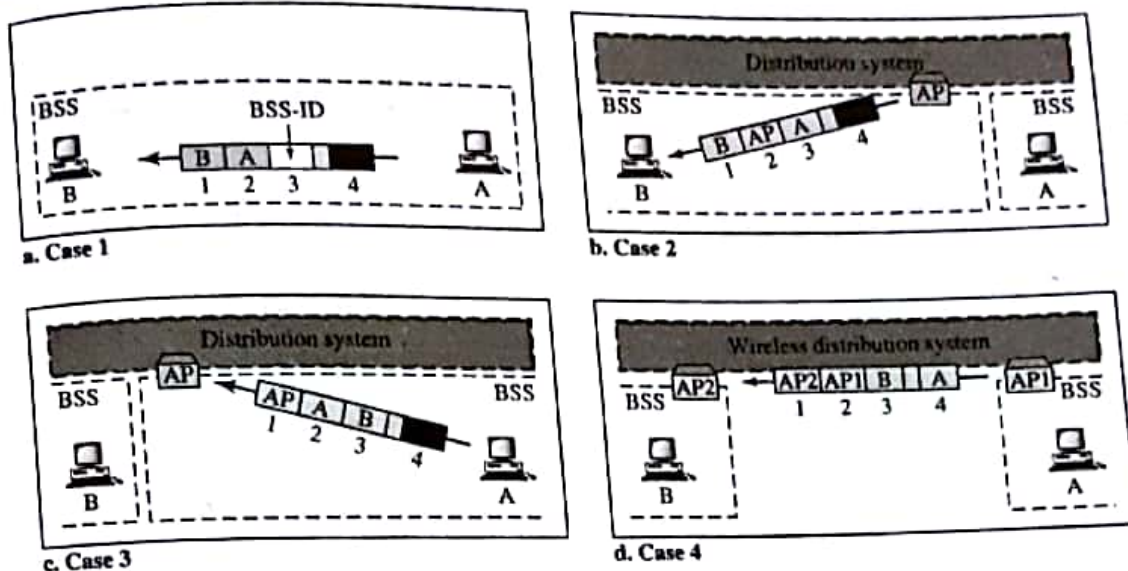 BSS
BSS-ID
B A
1 2 3 4
B
A
a. Case 1
Distribution system
AP
BSS
BSS
B AP A
1 2 3 4
B
A
b. Case 2
Distribution system
AP
BSS
BSS
AP A B
1 2 3 4
B
A
c. Case 3
Wireless distribution system
AP2
AP2 AP1 B A
AP1
BSS
BSS
1 2 3 4
B
A
d. Case 4